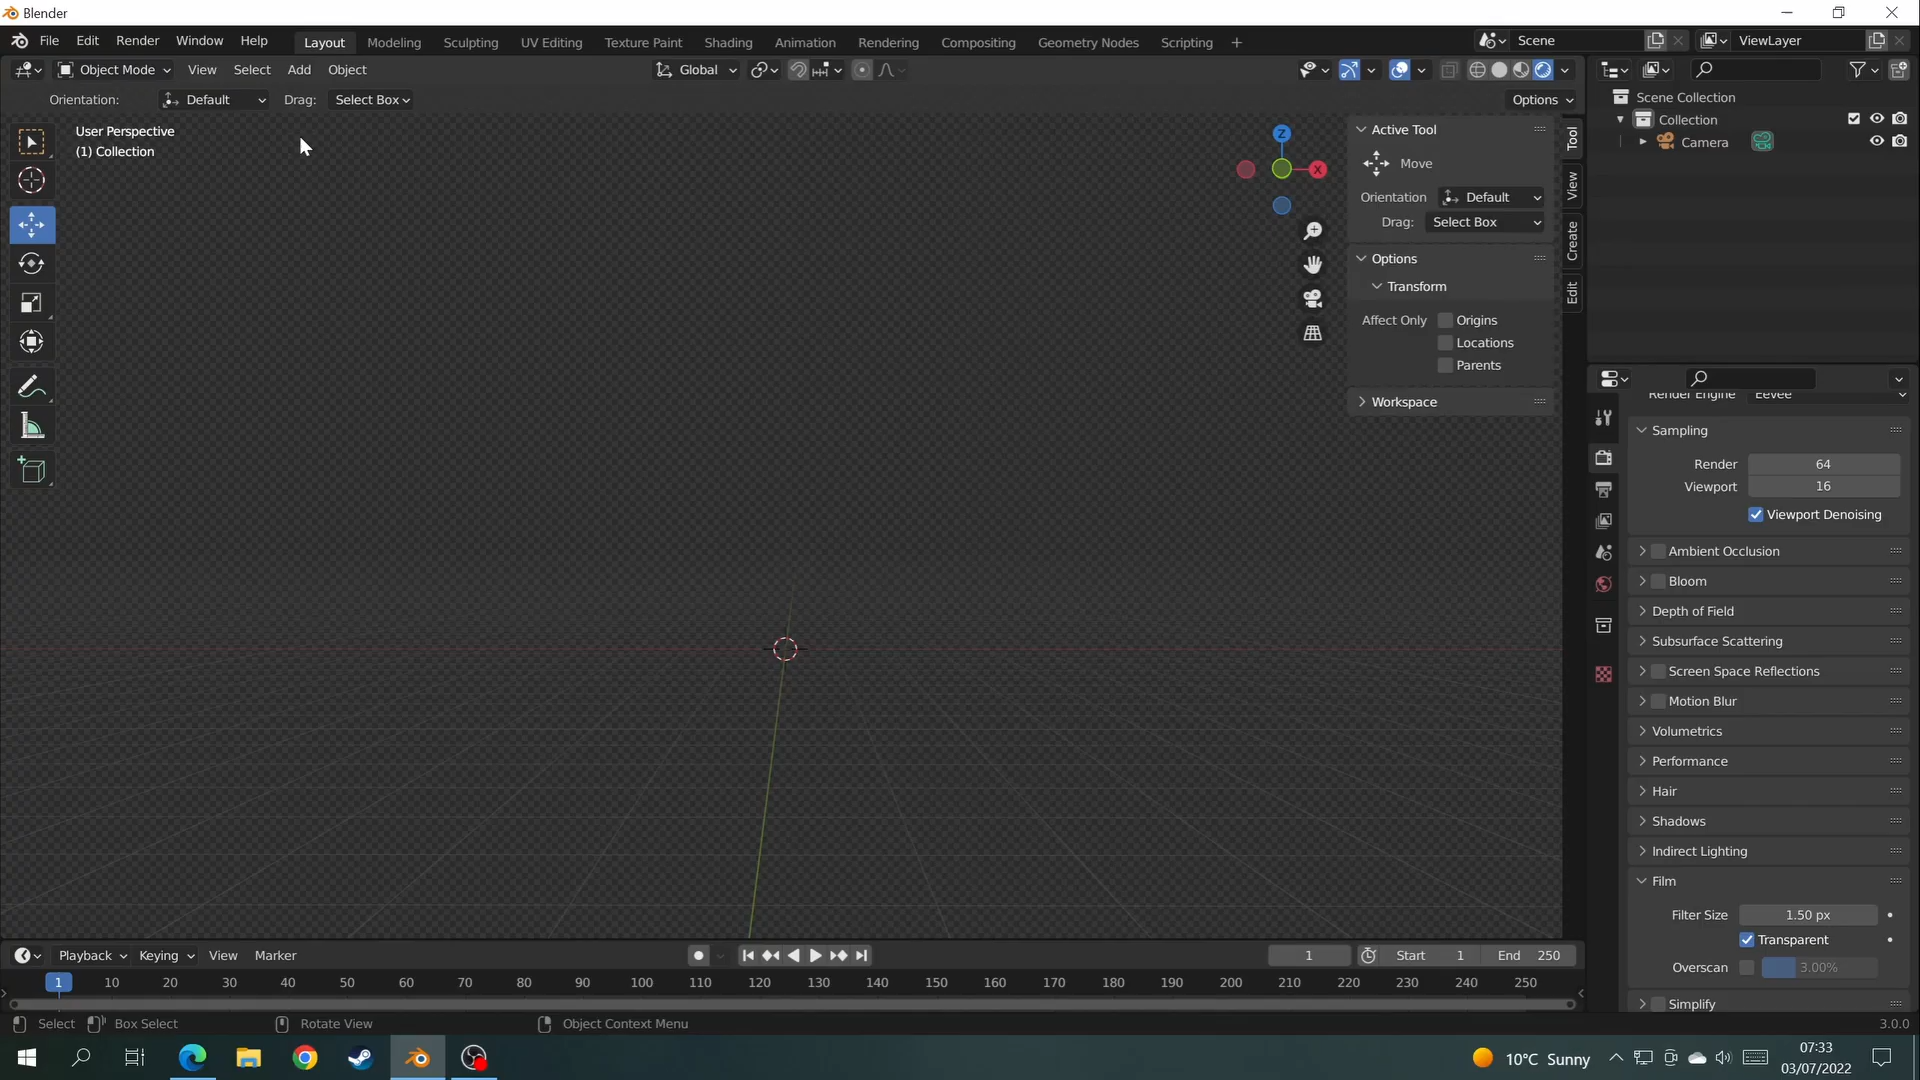 Blender
File Edit Render Window Help Layout Modeling Sculpting UV Editing Texture Paint Shading Animation Rendering Compositing Geometry Nodes Scripting + Scene ViewLayer
Object Mode View Select Add Object Global
Orientation: Default Drag: Select Box Options
User Perspective
(1) Collection
Z
X
Active Tool
Move
Orientation Default
Drag: Select Box
Options
Transform
Affect Only Origins
Locations
Parents
Workspace
Tool
View
Create
Edit
Scene Collection
Collection
Camera
Render Engine Eevee
Sampling
Render 64
Viewport 16
Viewport Denoising
Ambient Occlusion
Bloom
Depth of Field
Subsurface Scattering
Screen Space Reflections
Motion Blur
Volumetrics
Performance
Hair
Shadows
Indirect Lighting
Film
Filter Size 1.50 px
Transparent
Overscan 3.00%
Simplify
Playback Keying View Marker 1 Start 1 End 250
1 10 20 30 40 50 60 70 80 90 100 110 120 130 140 150 160 170 180 190 200 210 220 230 240 250
Select Box Select Rotate View Object Context Menu 3.0.0
10°C Sunny
07:33
03/07/2022